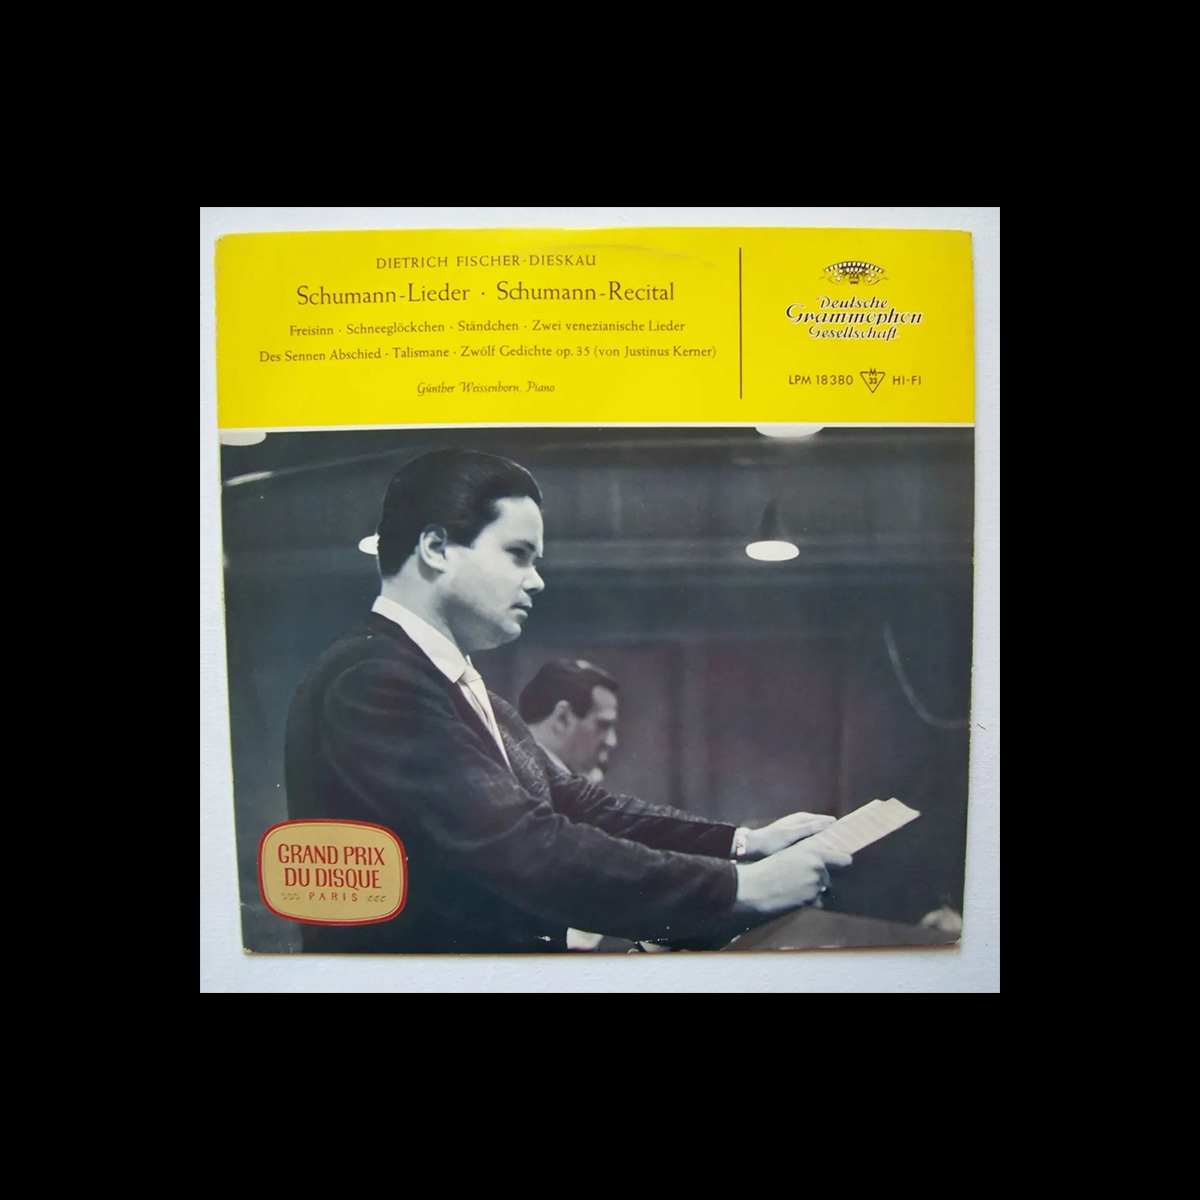 DIETRICH FISCHER-DIESKAU
Schumann-Lieder · Schumann-Recital
Freisinn · Schneeglöckchen · Ständchen · Zwei venezianische Lieder
Des Sennen Abschied · Talismane · Zwölf Gedichte op. 35 (von Justinus Kerner)
Günther Weissenborn, Piano
Deutsche
Grammophon
Gesellschaft
LPM 18380 M 33 HI-FI
GRAND PRIX
DU DISQUE
PARIS